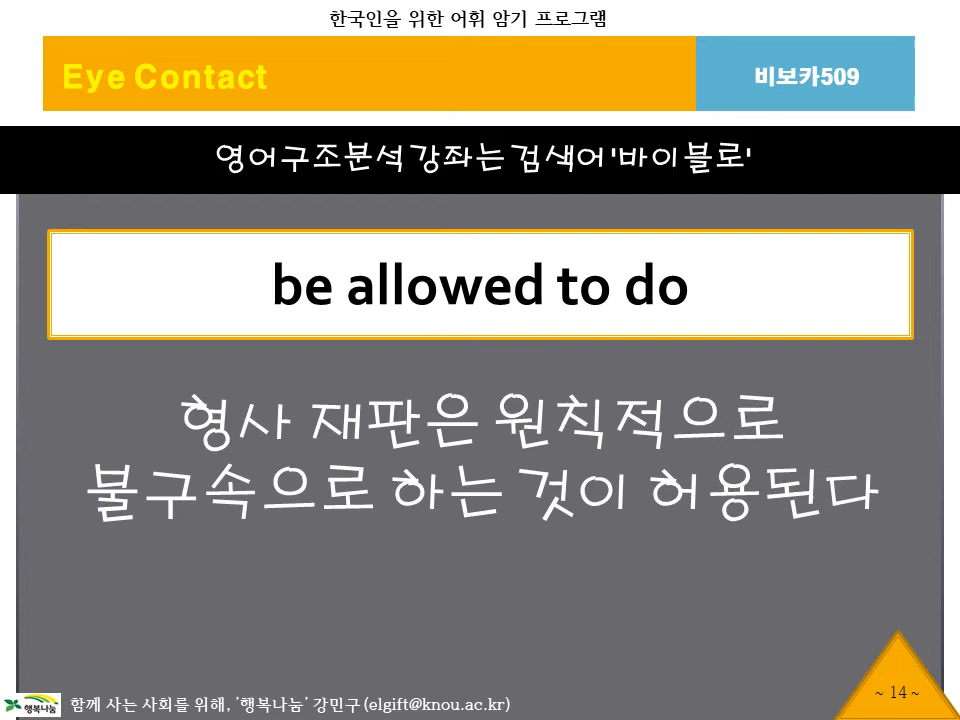 한국인을 위한 어휘 암기 프로그램
Eye Contact
비보카509
영어구조분석 강좌는 검색어 '바이블로'
be allowed to do
형사 재판은 원칙적으로
불구속으로 하는 것이 허용된다
~ 14 ~
행복나눔
함께 사는 사회를 위해, '행복나눔' 강민구 (elgift@knou.ac.kr)